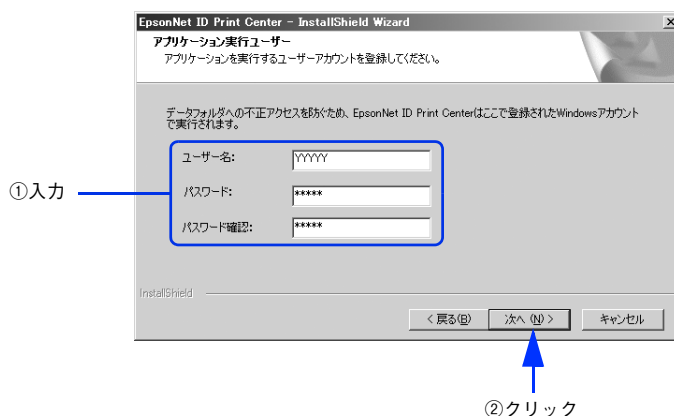 EpsonNet ID Print Center - InstallShield Wizard
アプリケーション実行ユーザー
アプリケーションを実行するユーザーアカウントを登録してください。
データフォルダへの不正アクセスを防ぐため、EpsonNet ID Print Centerはここで登録されたWindowsアカウント
で実行されます。
ユーザー名:
YYYYY
①入力
パスワード:
*****
パスワード確認:
*****
InstallShield
< 戻る(B)
次へ (N) >
キャンセル
②クリック